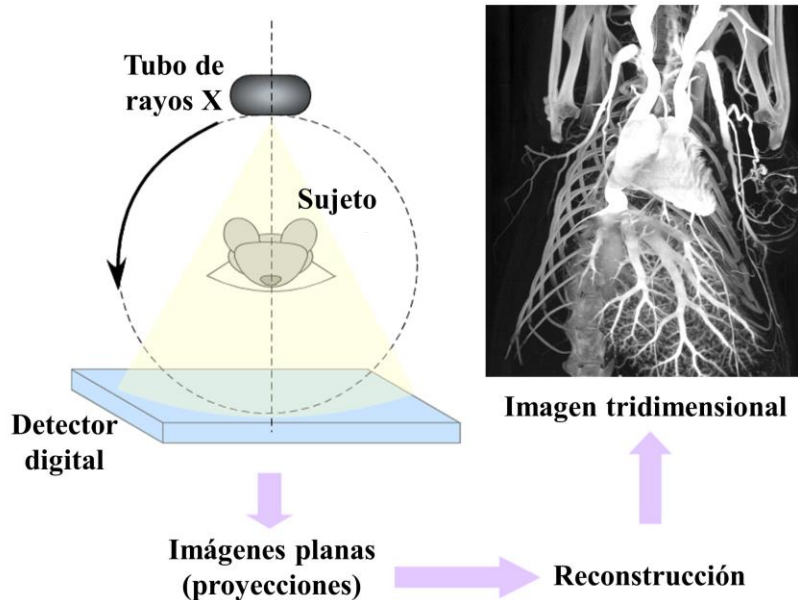 Tubo de
rayos X
Sujeto
Detector
digital
Imágenes planas
(proyecciones)
Reconstrucción
Imagen tridimensional